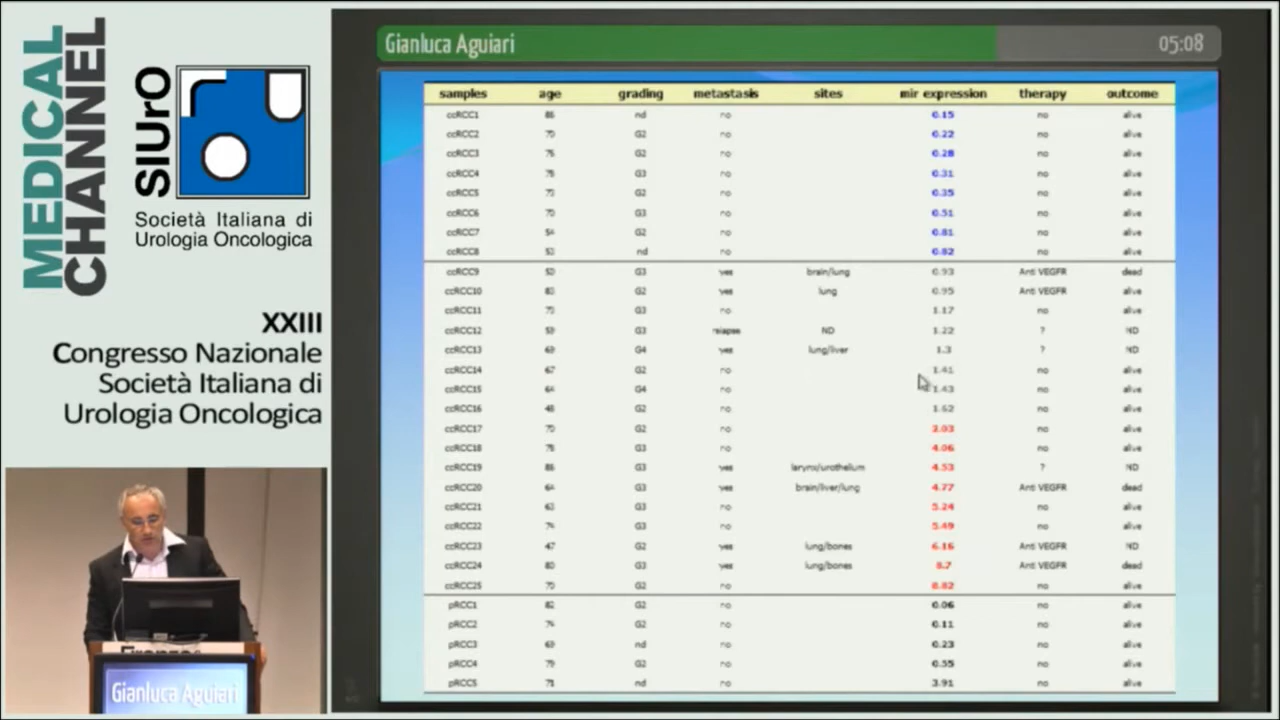 MEDICAL
CHANNEL
SIUrO
Società Italiana di
Urologia Oncologica
XXIII
Congresso Nazionale
Società Italiana di
Urologia Oncologica
Gianluca Aguiari
Gianluca Aguiari 05:08
samples age grading metastasis sites mir expression therapy outcome
ccRCC1 nd no 0.15 no alive
ccRCC2 70 G2 no 0.22 no alive
ccRCC3 76 G2 no 0.28 no alive
ccRCC4 78 G3 no 0.31 no alive
ccRCC5 G2 no 0.35 no alive
ccRCC6 70 G3 no 0.51 no alive
ccRCC7 54 G2 no 0.81 no alive
ccRCC8 nd no 0.82 no alive
ccRCC9 50 G3 yes brain/lung 0.93 Anti VEGFR dead
ccRCC10 G2 yes lung 0.95 Anti VEGFR alive
ccRCC11 G3 no 1.17 no alive
ccRCC12 59 G3 relapse ND 1.22 ? ND
ccRCC13 69 G4 yes lung/liver 1.3 ? ND
ccRCC14 67 G2 no 1.41 no alive
ccRCC15 64 G4 no 1.43 no alive
ccRCC16 48 G2 no 1.62 no alive
ccRCC17 70 G2 no no alive
ccRCC18 78 G3 no 4.06 no alive
ccRCC19 G3 yes larynx/urothelium 4.53 ? ND
ccRCC20 64 G3 yes brain/liver/lung 4.77 Anti VEGFR dead
ccRCC21 63 G3 no 5.24 no alive
ccRCC22 74 G3 no 5.49 no alive
ccRCC23 47 G2 yes lung/bones 6.16 Anti VEGFR ND
ccRCC24 80 G3 yes lung/bones 8.7 Anti VEGFR dead
ccRCC25 70 G2 no 8.82 no alive
pRCC1 82 G2 no 0.06 no alive
pRCC2 74 G2 no 0.11 no alive
pRCC3 69 nd no 0.23 no alive
pRCC4 79 G2 no 0.55 no alive
pRCC5 71 nd no 3.91 no alive